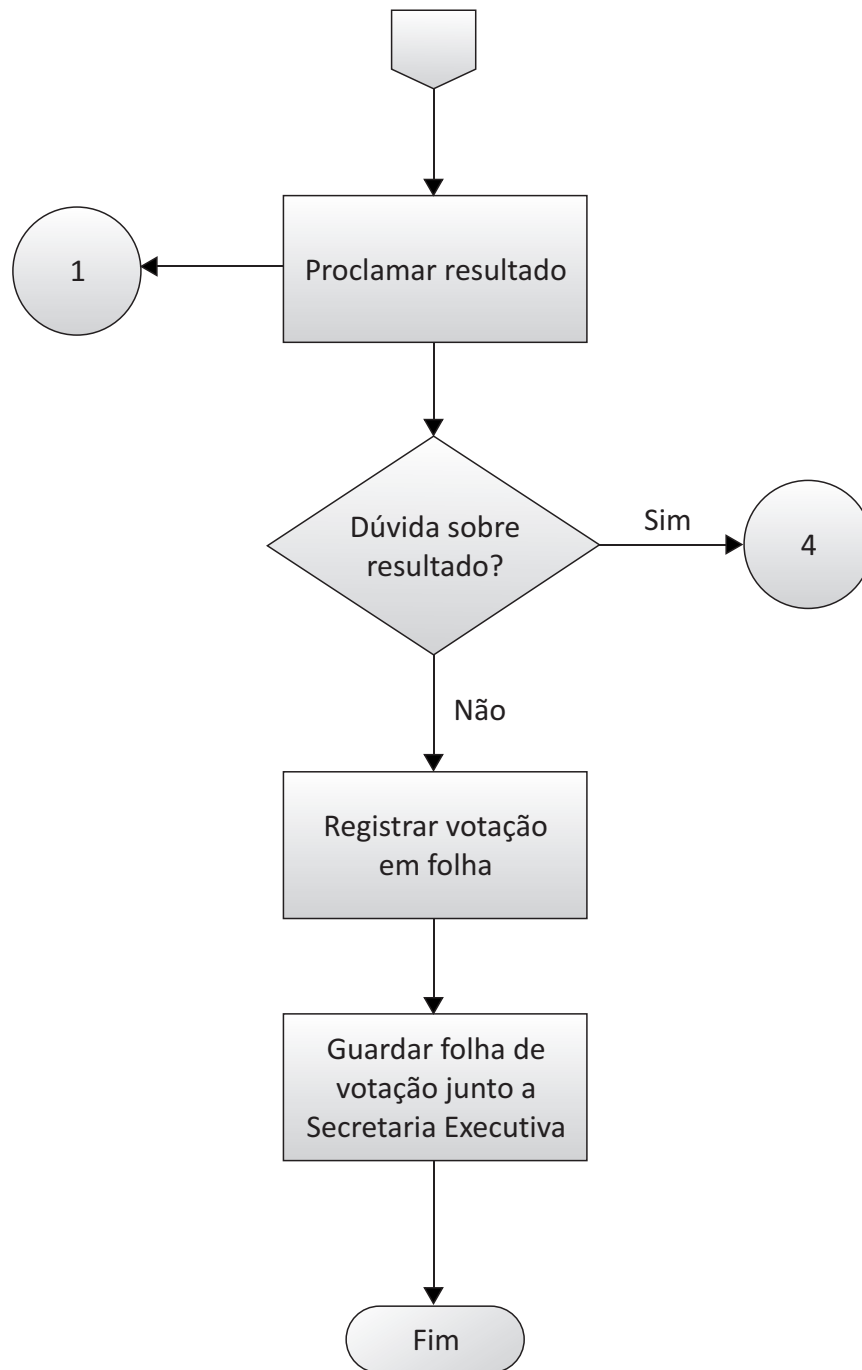 1
Proclamar resultado
Dúvida sobre
resultado?
Sim
4
Não
Registrar votação
em folha
Guardar folha de
votação junto a
Secretaria Executiva
Fim